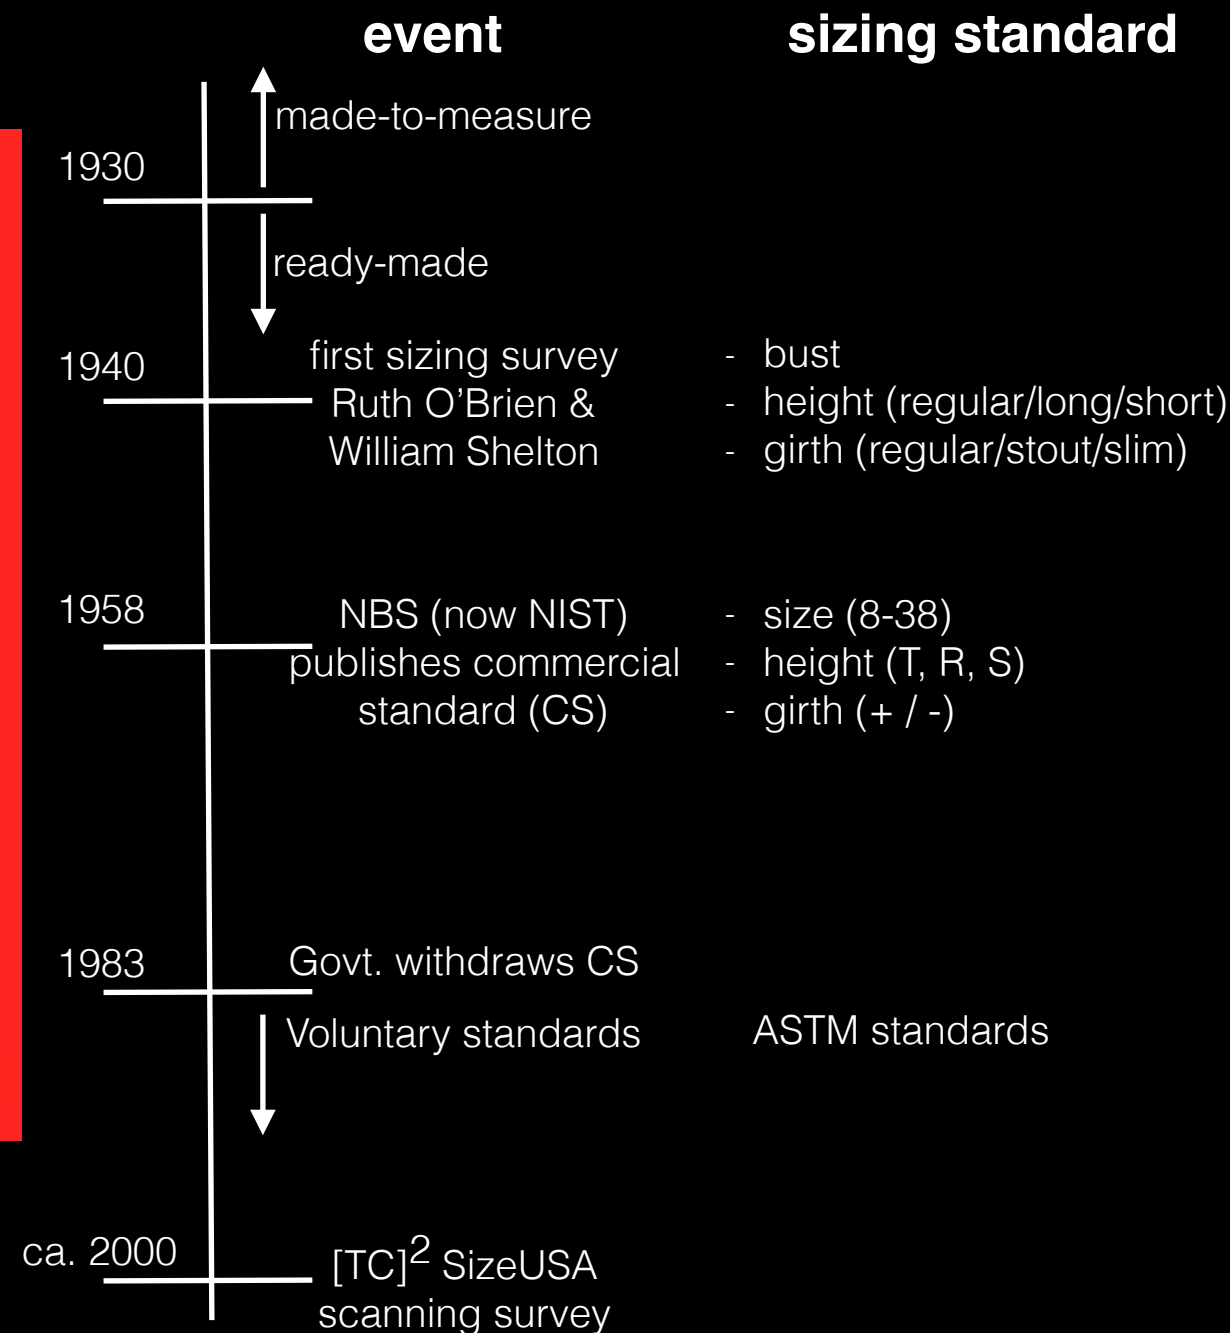 event sizing standard
made-to-measure
1930
ready-made
1940
first sizing survey
Ruth O'Brien &
William Shelton
- bust
- height (regular/long/short)
- girth (regular/stout/slim)
1958
NBS (now NIST)
publishes commercial
standard (CS)
- size (8-38)
- height (T, R, S)
- girth (+ / -)
1983
Govt. withdraws CS
Voluntary standards
ASTM standards
ca. 2000
[TC]2 SizeUSA
scanning survey